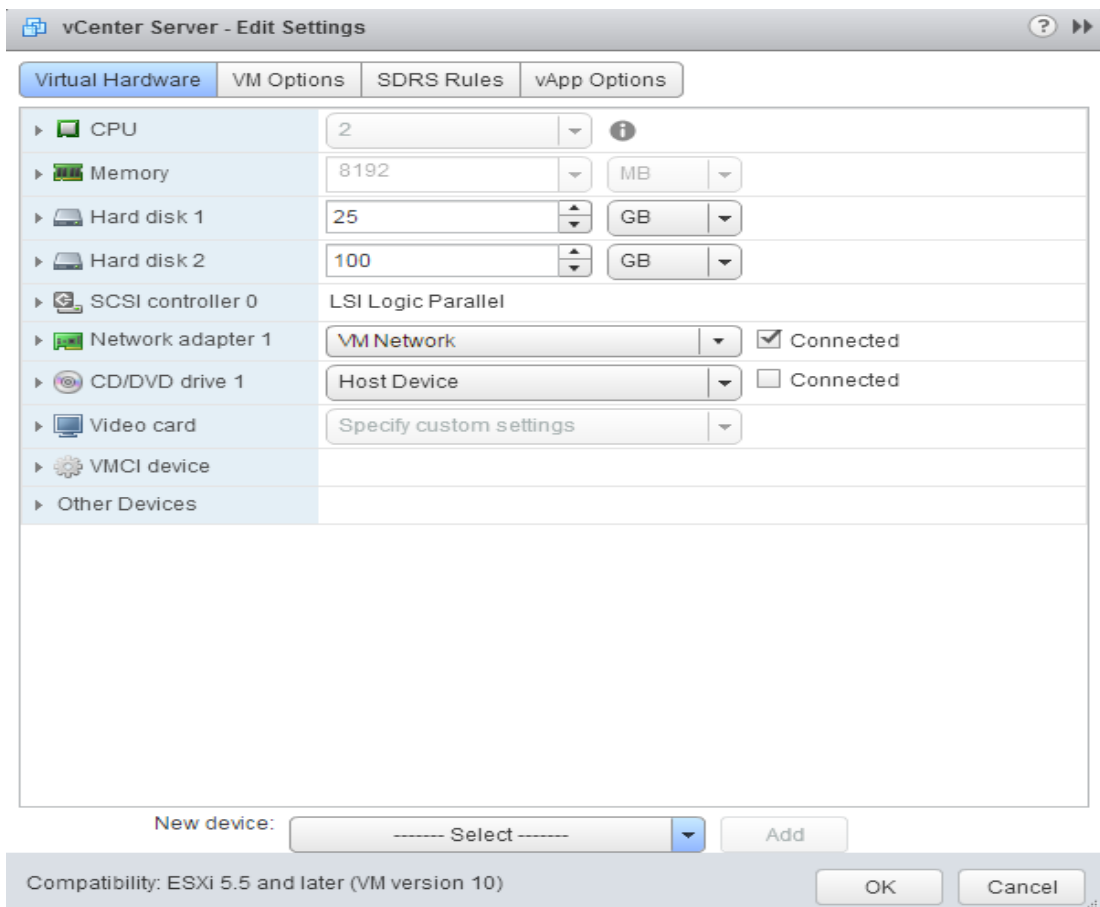 vCenter Server - Edit Settings ?
Virtual Hardware VM Options SDRS Rules vApp Options
CPU 2
Memory 8192 MB
Hard disk 1 25 GB
Hard disk 2 100 GB
SCSI controller 0 LSI Logic Parallel
Network adapter 1 VM Network Connected
CD/DVD drive 1 Host Device Connected
Video card Specify custom settings
VMCI device
Other Devices
New device: ------- Select ------- Add
Compatibility: ESXi 5.5 and later (VM version 10) OK Cancel